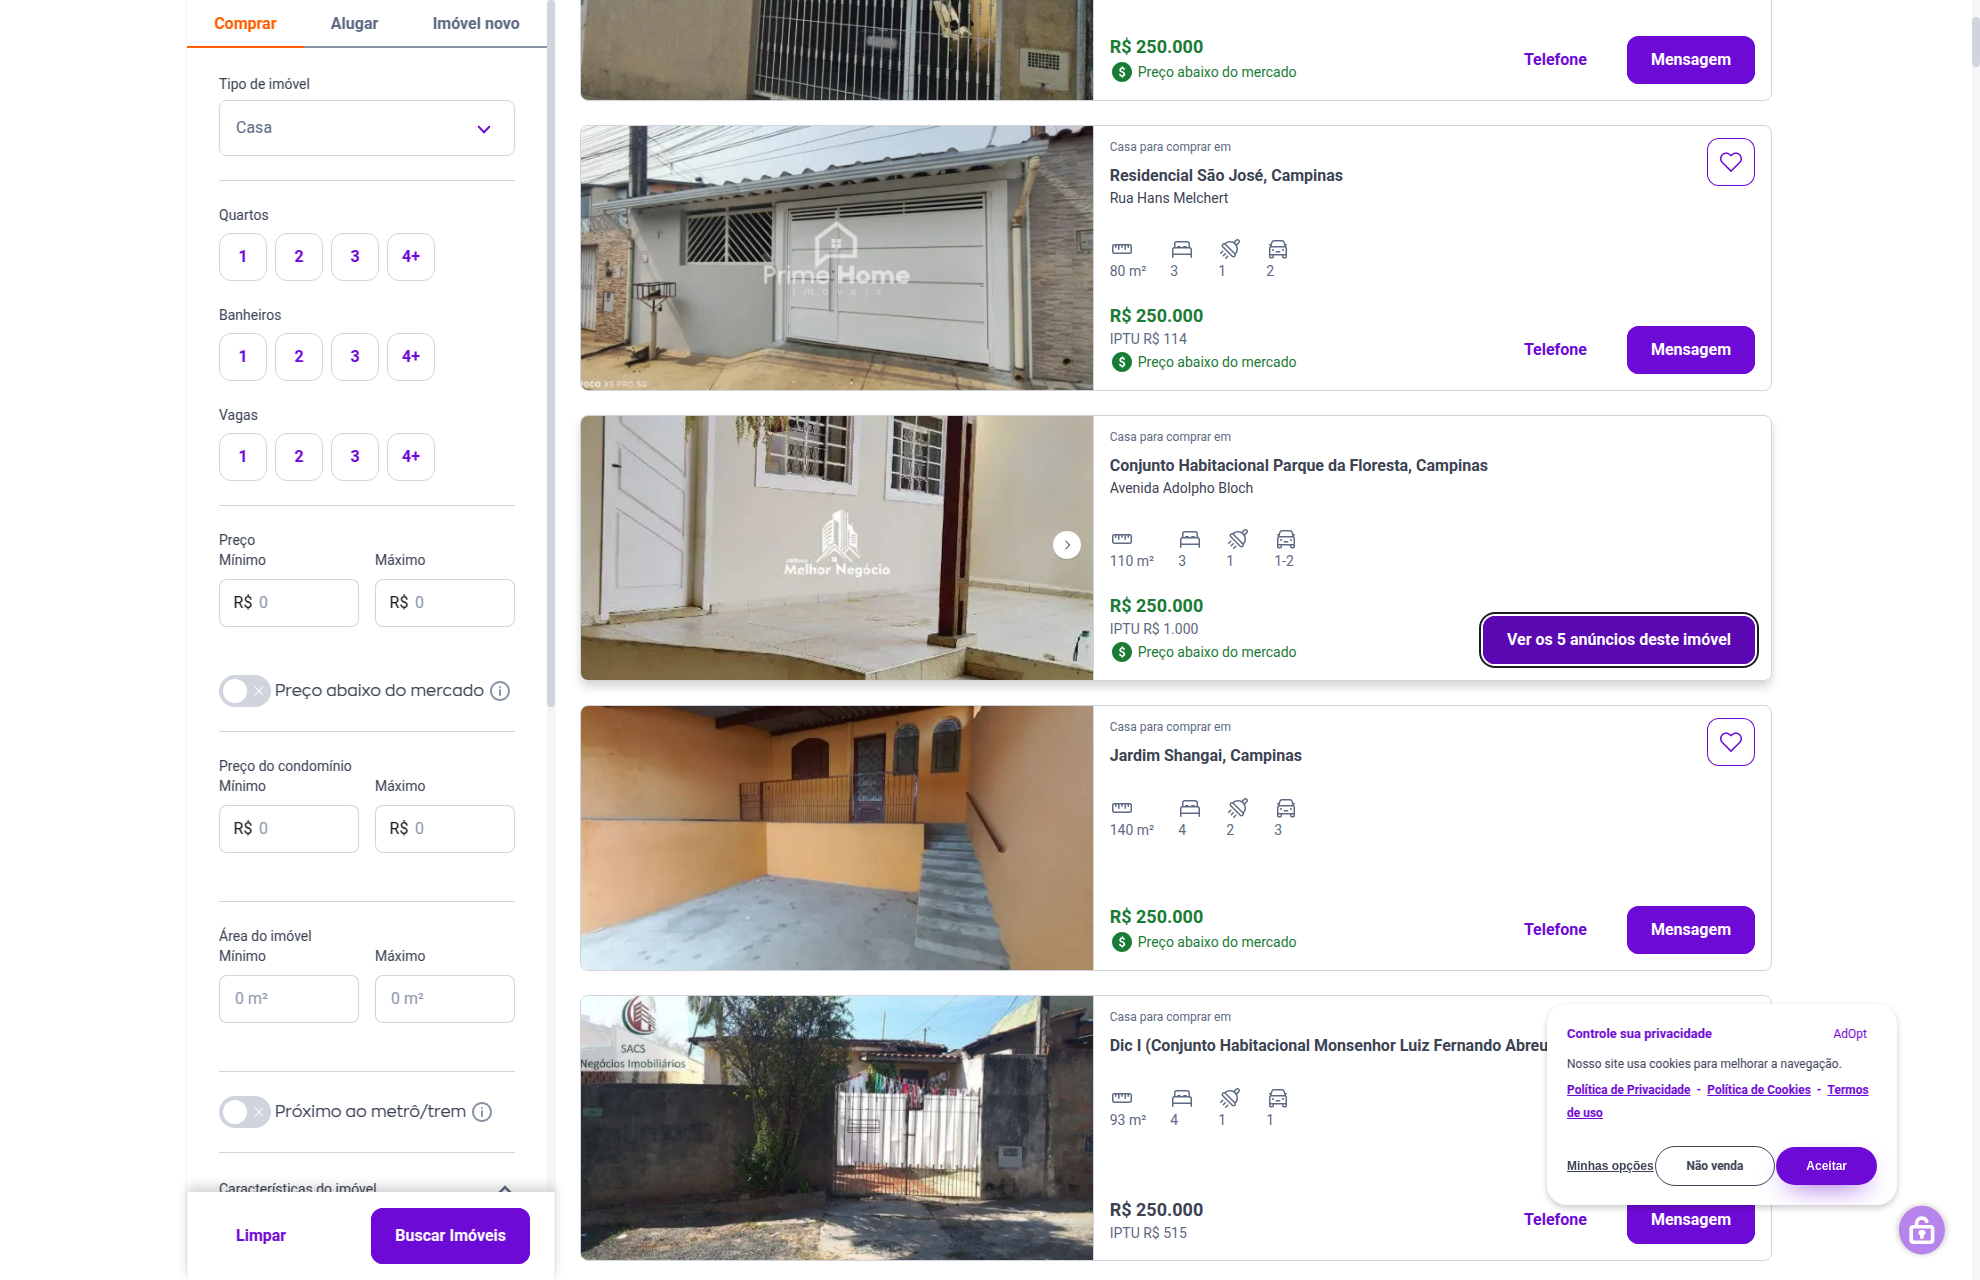 Comprar
Alugar
Imóvel novo
Tipo de imóvel
Casa
Quartos
1
2
3
4+
Banheiros
1
2
3
4+
Vagas
1
2
3
4+
Preço
Mínimo
Máximo
R$ 0
R$ 0
Preço abaixo do mercado
Preço do condomínio
Mínimo
Máximo
R$ 0
R$ 0
Área do imóvel
Mínimo
Máximo
0 m²
0 m²
Próximo ao metrô/trem
Características do imóvel
Limpar
Buscar Imóveis
R$ 250.000
Preço abaixo do mercado
Telefone
Mensagem
Prime Home
imóveis
POCO X5 PRO 5G
Casa para comprar em
Residencial São José, Campinas
Rua Hans Melchert
80 m²
3
1
2
R$ 250.000
IPTU R$ 114
Preço abaixo do mercado
Telefone
Mensagem
Melhor Negócio
Casa para comprar em
Conjunto Habitacional Parque da Floresta, Campinas
Avenida Adolpho Bloch
110 m²
3
1
1-2
R$ 250.000
IPTU R$ 1.000
Preço abaixo do mercado
Ver os 5 anúncios deste imóvel
Casa para comprar em
Jardim Shangai, Campinas
140 m²
4
2
3
R$ 250.000
Preço abaixo do mercado
Telefone
Mensagem
SACS
Negócios Imobiliários
Casa para comprar em
Dic I (Conjunto Habitacional Monsenhor Luiz Fernando Abreu
93 m²
4
1
1
R$ 250.000
IPTU R$ 515
Telefone
Mensagem
Controle sua privacidade
AdOpt
Nosso site usa cookies para melhorar a navegação.
Política de Privacidade - Política de Cookies - Termos
de uso
Minhas opções
Não venda
Aceitar